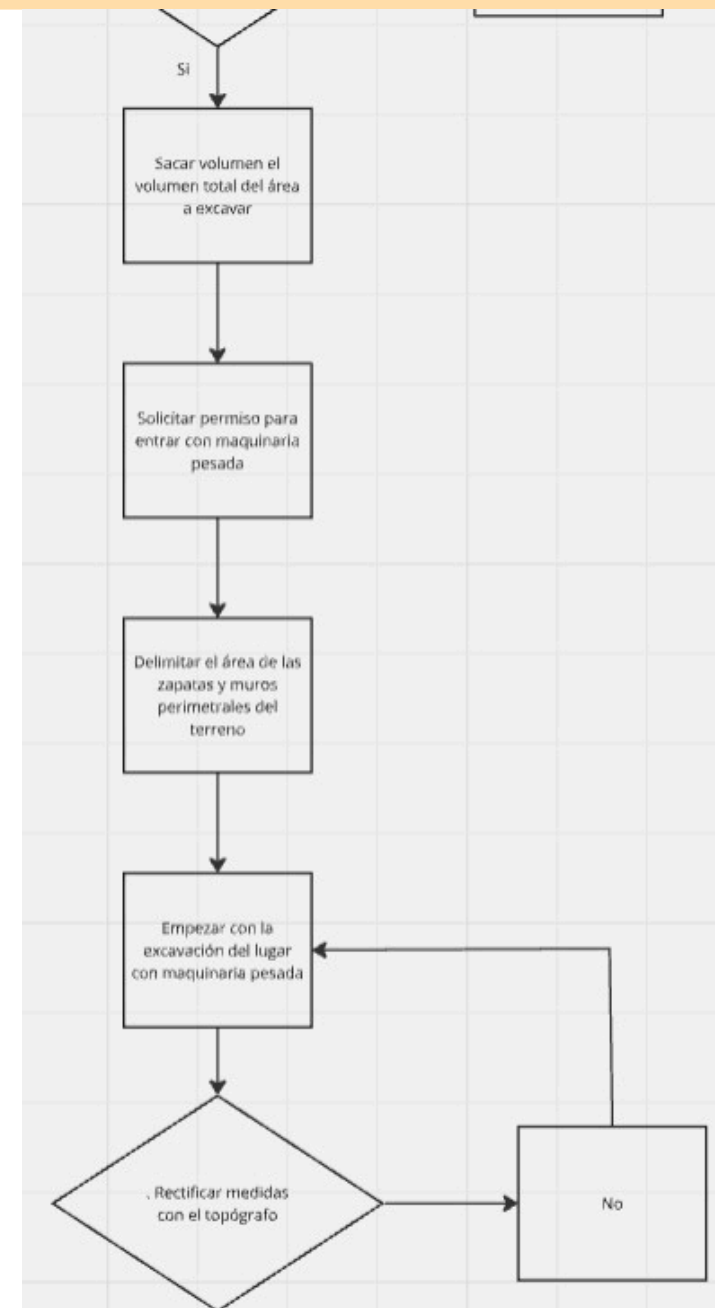 Si
Sacar volumen el
volumen total del área
a excavar
Solicitar permiso para
entrar con maquinaria
pesada
Delimitar el área de las
zapatas y muros
perimetrales del
terreno
Empezar con la
excavación del lugar
con maquinaria pesada
. Rectificar medidas
con el topógrafo
No